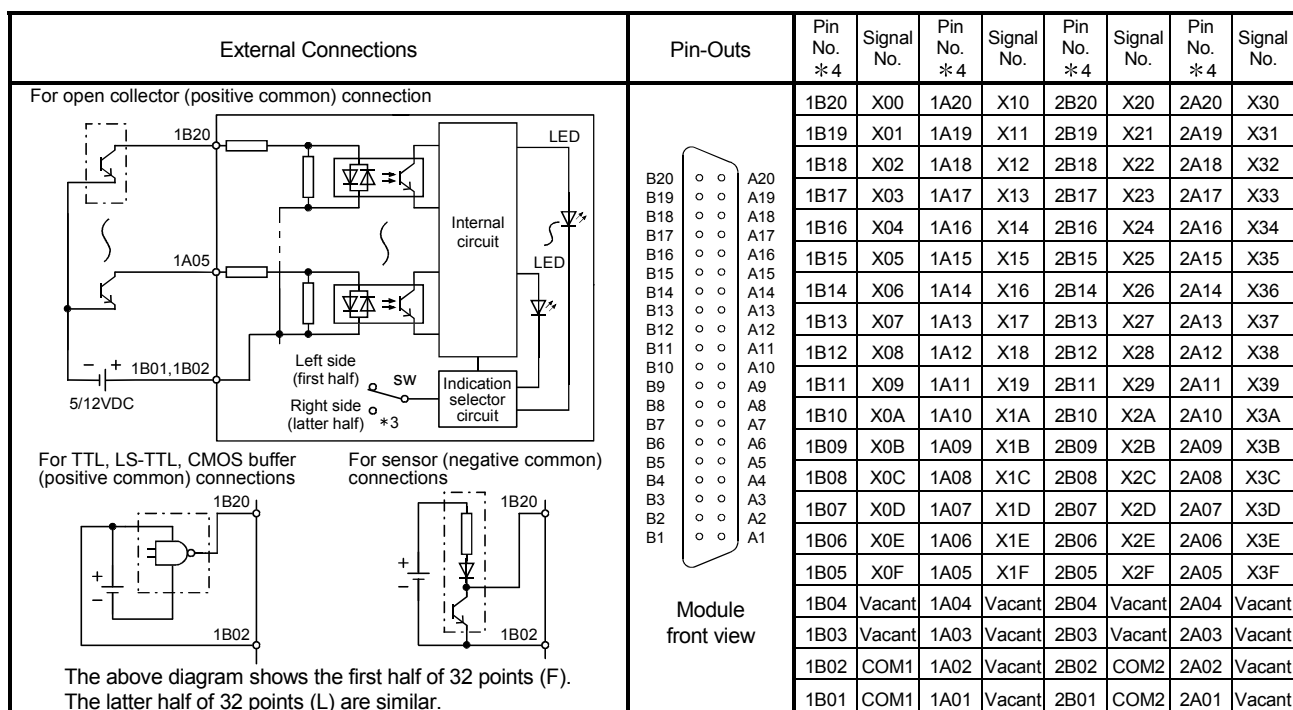 External Connections
Pin-Outs
Pin No. ＊4 Signal No. Pin No. ＊4 Signal No. Pin No. ＊4 Signal No. Pin No. ＊4 Signal No.
For open collector (positive common) connection
1B20
LED
Internal
circuit
1A05
LED
Left side
(first half)
SW
Right side
(latter half)
＊3
Indication
selector
circuit
− + 1B01,1B02
5/12VDC
For TTL, LS-TTL, CMOS buffer
(positive common) connections
1B20
+
−
1B02
For sensor (negative common)
connections
1B20
+
−
1B02
The above diagram shows the first half of 32 points (F).
The latter half of 32 points (L) are similar.
B20 A20
B19 A19
B18 A18
B17 A17
B16 A16
B15 A15
B14 A14
B13 A13
B12 A12
B11 A11
B10 A10
B9 A9
B8 A8
B7 A7
B6 A6
B5 A5
B4 A4
B3 A3
B2 A2
B1 A1
Module
front view
1B20 X00 1A20 X10 2B20 X20 2A20 X30
1B19 X01 1A19 X11 2B19 X21 2A19 X31
1B18 X02 1A18 X12 2B18 X22 2A18 X32
1B17 X03 1A17 X13 2B17 X23 2A17 X33
1B16 X04 1A16 X14 2B16 X24 2A16 X34
1B15 X05 1A15 X15 2B15 X25 2A15 X35
1B14 X06 1A14 X16 2B14 X26 2A14 X36
1B13 X07 1A13 X17 2B13 X27 2A13 X37
1B12 X08 1A12 X18 2B12 X28 2A12 X38
1B11 X09 1A11 X19 2B11 X29 2A11 X39
1B10 X0A 1A10 X1A 2B10 X2A 2A10 X3A
1B09 X0B 1A09 X1B 2B09 X2B 2A09 X3B
1B08 X0C 1A08 X1C 2B08 X2C 2A08 X3C
1B07 X0D 1A07 X1D 2B07 X2D 2A07 X3D
1B06 X0E 1A06 X1E 2B06 X2E 2A06 X3E
1B05 X0F 1A05 X1F 2B05 X2F 2A05 X3F
1B04 Vacant 1A04 Vacant 2B04 Vacant 2A04 Vacant
1B03 Vacant 1A03 Vacant 2B03 Vacant 2A03 Vacant
1B02 COM1 1A02 Vacant 2B02 COM2 2A02 Vacant
1B01 COM1 1A01 Vacant 2B01 COM2 2A01 Vacant